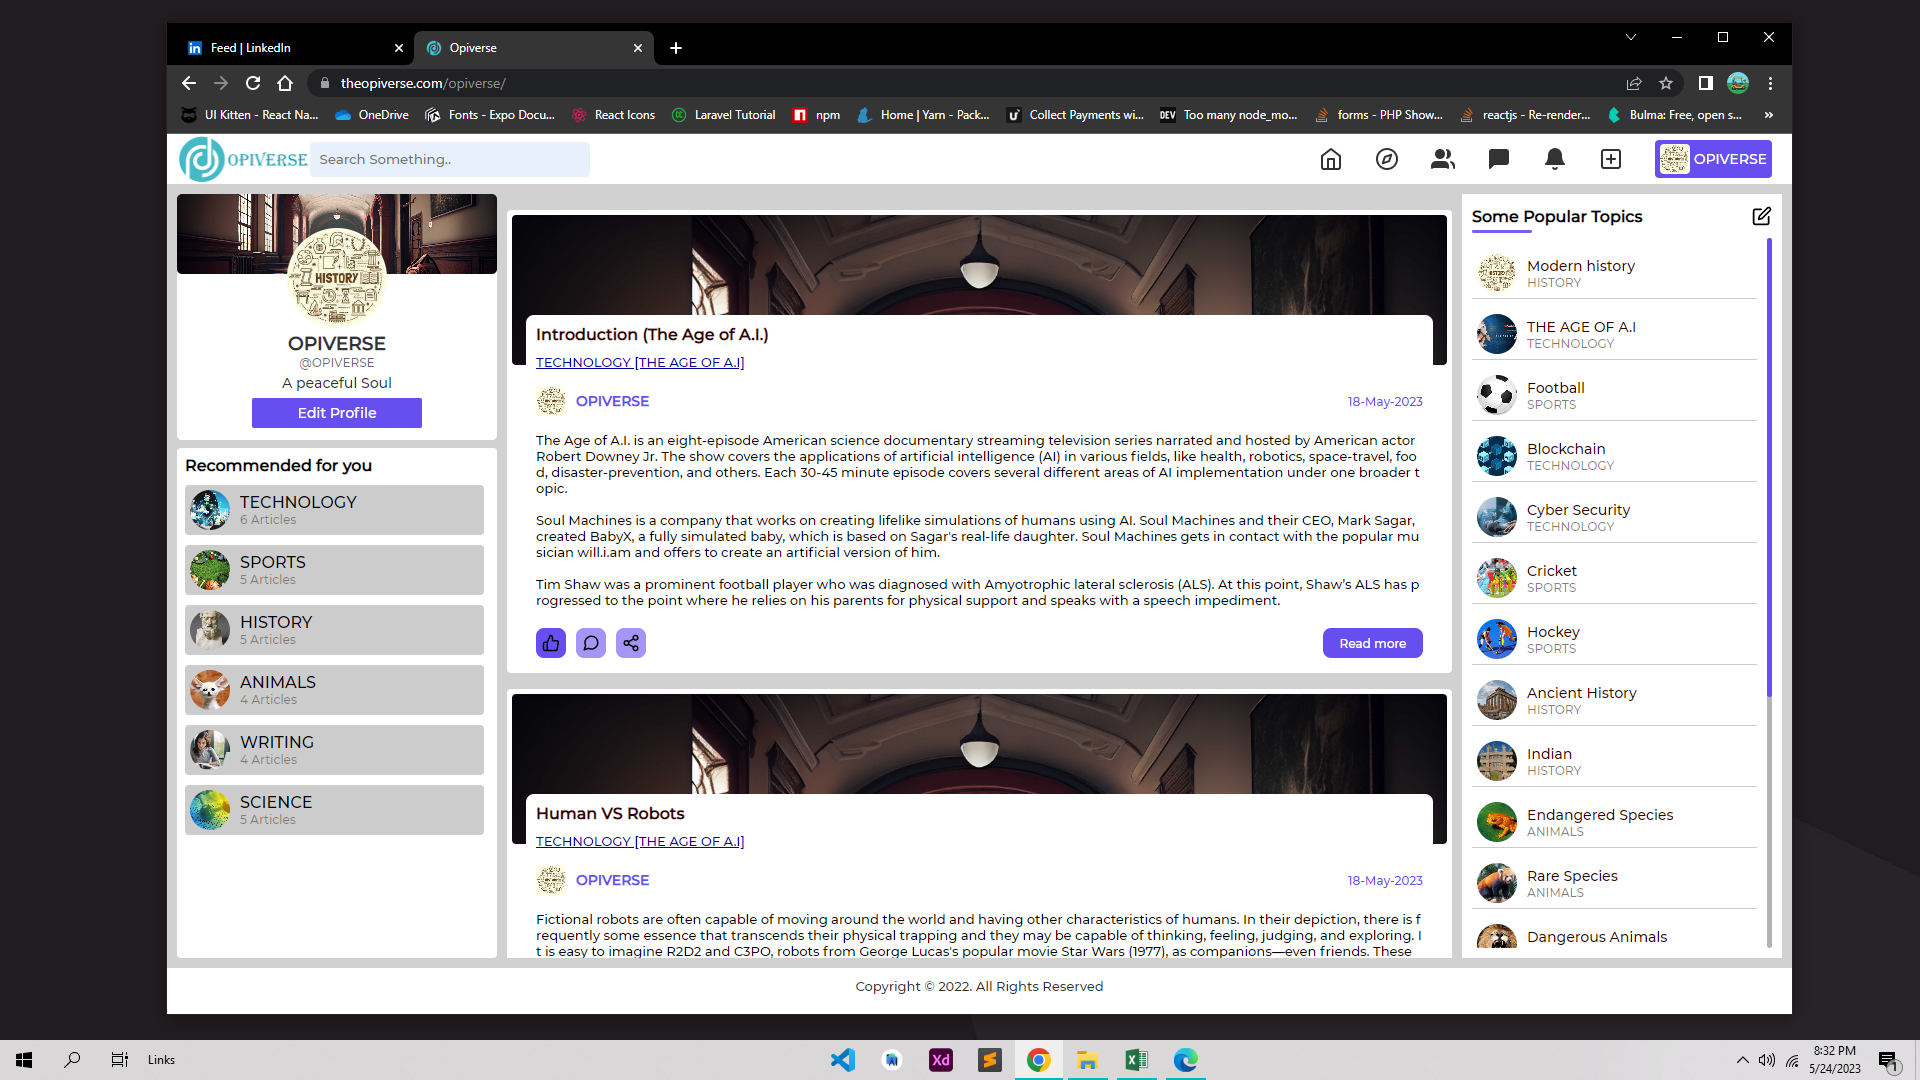 Feed | LinkedIn
Opiverse
theopiverse.com/opiverse/
UI Kitten - React Na...
OneDrive
Fonts - Expo Docu...
React Icons
Laravel Tutorial
npm
Home | Yarn - Pack...
Collect Payments wi...
DEV
Too many node_mo...
forms - PHP Show...
reactjs - Re-render...
Bulma: Free, open s...
OPIVERSE
Search Something..
OPIVERSE
HISTORY
OPIVERSE
@OPIVERSE
A peaceful Soul
Edit Profile
Recommended for you
TECHNOLOGY
6 Articles
SPORTS
5 Articles
HISTORY
5 Articles
ANIMALS
4 Articles
WRITING
4 Articles
SCIENCE
5 Articles
Introduction (The Age of A.I.)
TECHNOLOGY [THE AGE OF A.I]
OPIVERSE
18-May-2023
The Age of A.I. is an eight-episode American science documentary streaming television series narrated and hosted by American actor
Robert Downey Jr. The show covers the applications of artificial intelligence (AI) in various fields, like health, robotics, space-travel, foo
d, disaster-prevention, and others. Each 30-45 minute episode covers several different areas of AI implementation under one broader t
opic.
Soul Machines is a company that works on creating lifelike simulations of humans using AI. Soul Machines and their CEO, Mark Sagar,
created BabyX, a fully simulated baby, which is based on Sagar's real-life daughter. Soul Machines gets in contact with the popular mu
sician will.i.am and offers to create an artificial version of him.
Tim Shaw was a prominent football player who was diagnosed with Amyotrophic lateral sclerosis (ALS). At this point, Shaw’s ALS has p
rogressed to the point where he relies on his parents for physical support and speaks with a speech impediment.
Read more
Human VS Robots
TECHNOLOGY [THE AGE OF A.I]
OPIVERSE
18-May-2023
Fictional robots are often capable of moving around the world and having other characteristics of humans. In their depiction, there is f
requently some essence that transcends their physical trapping and they may be capable of thinking, feeling, judging, and exploring. I
t is easy to imagine R2D2 and C3PO, robots from George Lucas's popular movie Star Wars (1977), as companions—even friends. These
Some Popular Topics
Modern history
HISTORY
THE AGE OF A.I
TECHNOLOGY
Football
SPORTS
Blockchain
TECHNOLOGY
Cyber Security
TECHNOLOGY
Cricket
SPORTS
Hockey
SPORTS
Ancient History
HISTORY
Indian
HISTORY
Endangered Species
ANIMALS
Rare Species
ANIMALS
Dangerous Animals
Copyright © 2022. All Rights Reserved
Links
Xd
8:32 PM
5/24/2023
1